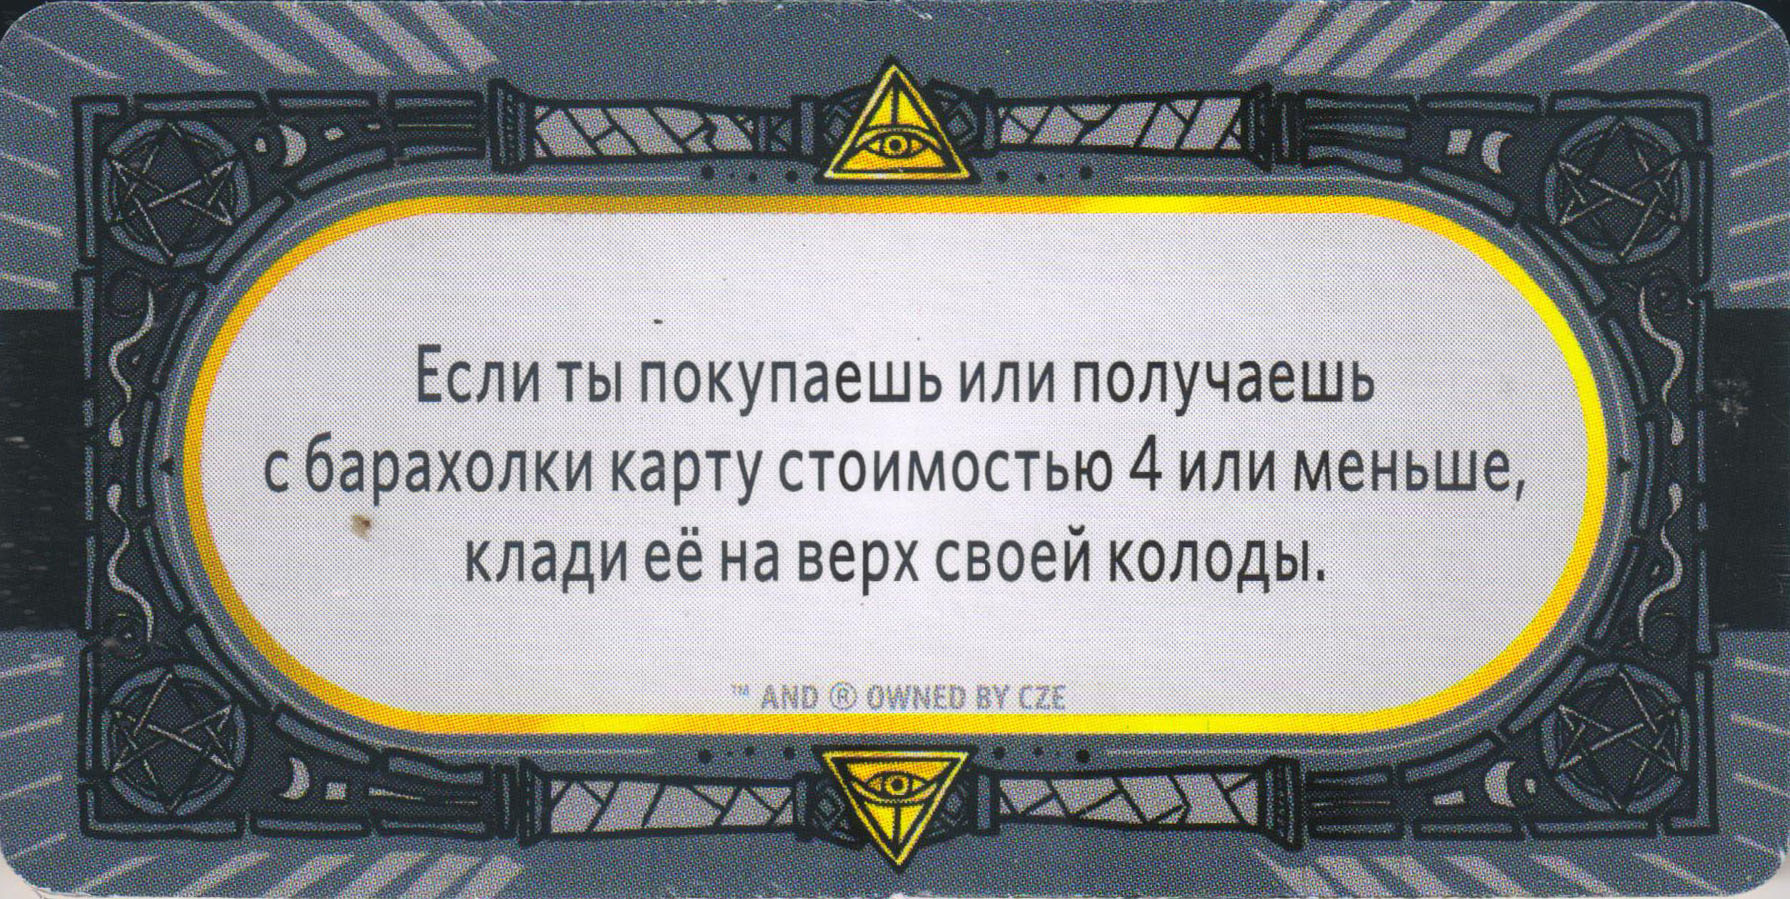 Если ты покупаешь или получаешь
с барахолки карту стоимостью 4 или меньше,
клади её на верх своей колоды.
™ AND ® OWNED BY CZE